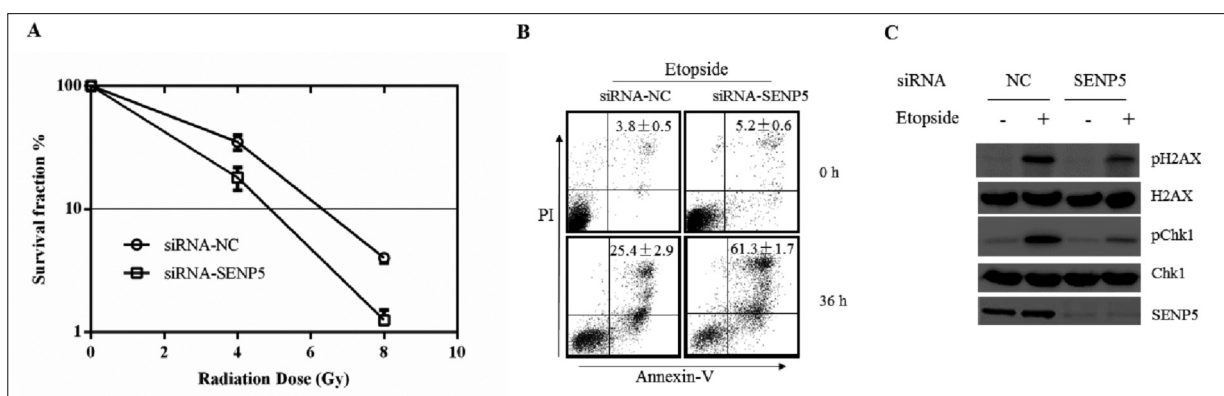 A
100
10
1
Survival fraction %
siRNA-NC
siRNA-SENP5
0 2 4 6 8 10
Radiation Dose (Gy)
B
Etopside
siRNA-NC siRNA-SENP5
3.8±0.5 5.2±0.6
0 h
PI
25.4±2.9 61.3±1.7
36 h
Annexin-V
C
siRNA NC SENP5
Etopside - + - +
pH2AX
H2AX
pChk1
Chk1
SENP5